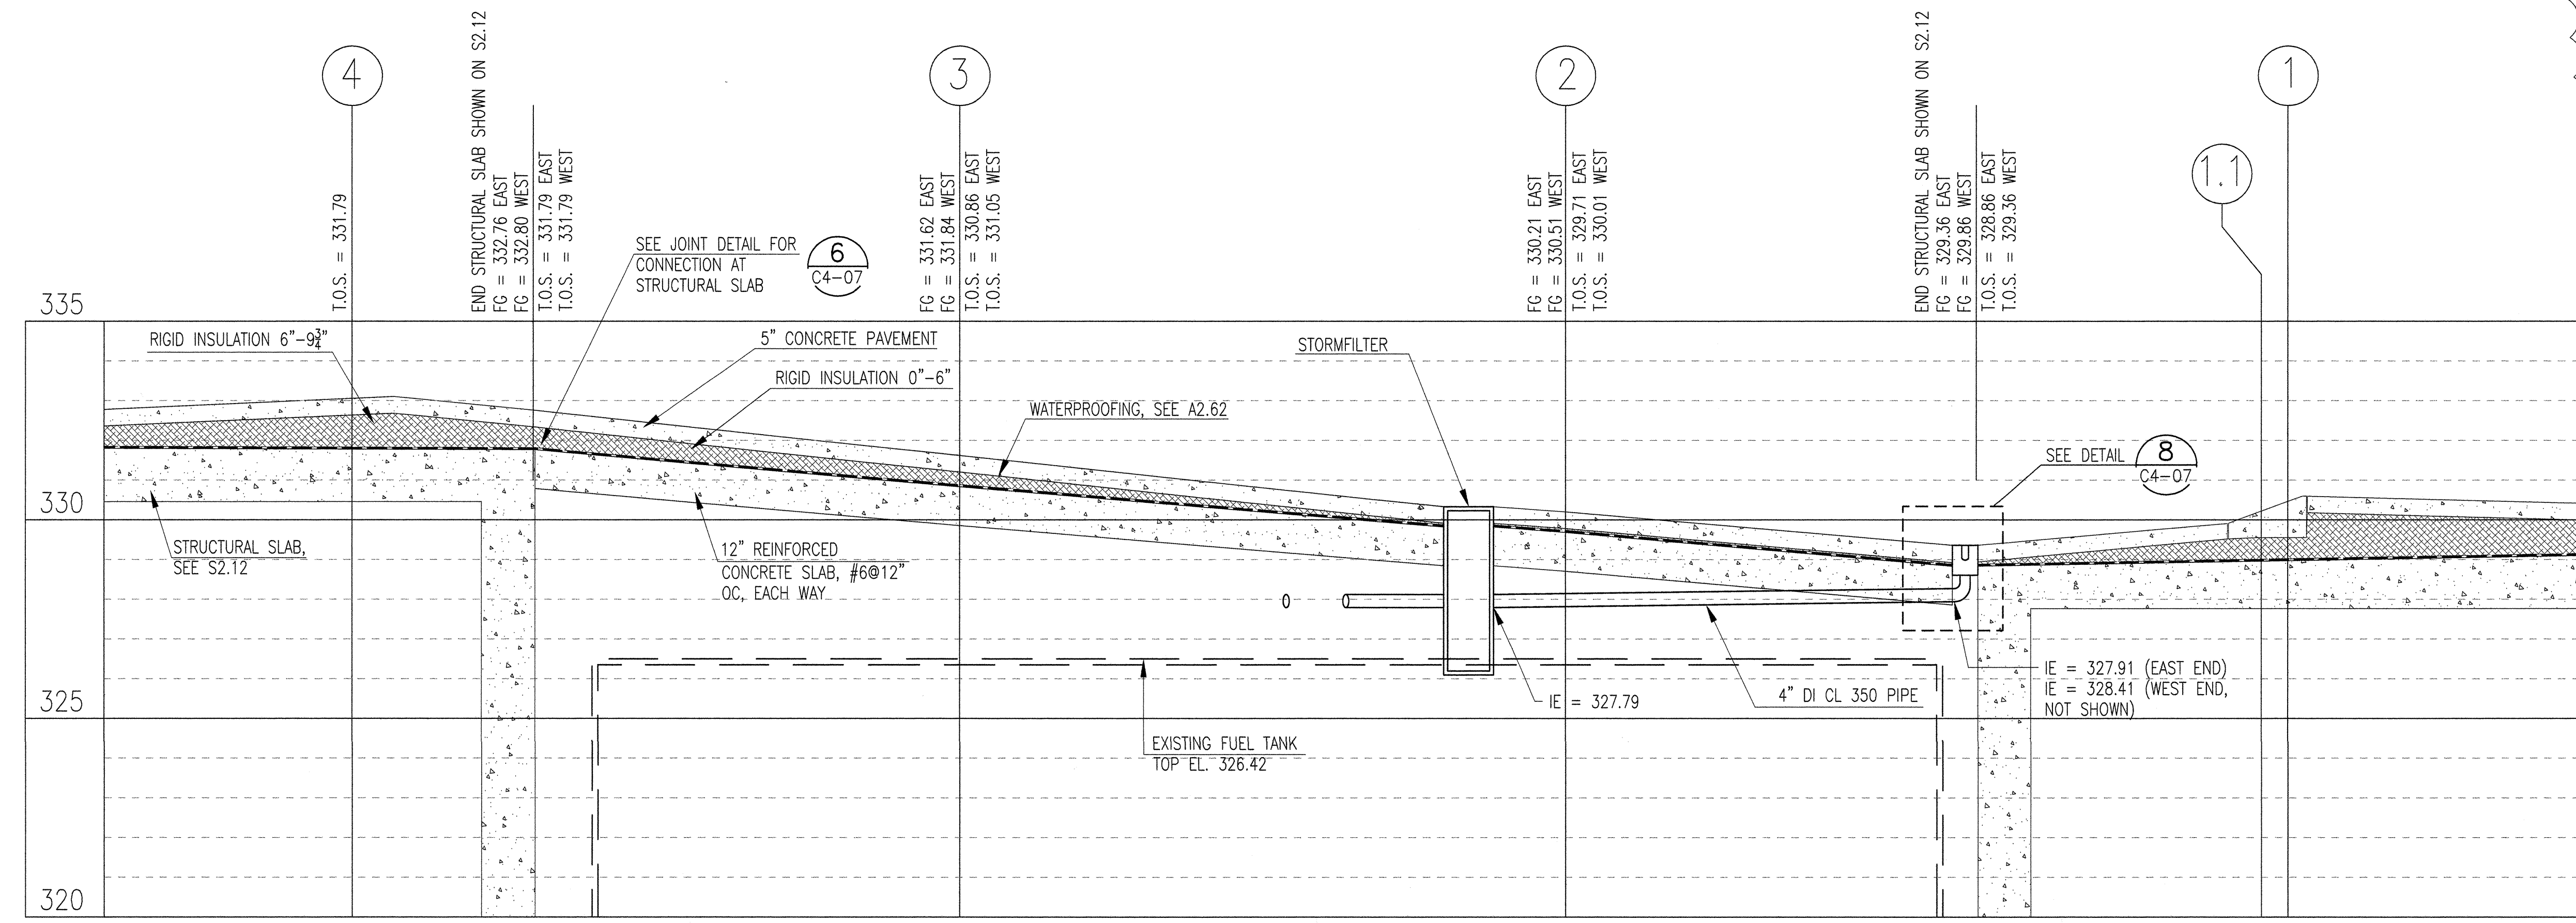 4
3
2
1
1.1
T.O.S. = 331.79
END STRUCTURAL SLAB SHOWN ON S2.12
FG = 332.76 EAST
FG = 332.80 WEST
T.O.S. = 331.79 EAST
T.O.S. = 331.79 WEST
FG = 331.62 EAST
FG = 331.84 WEST
T.O.S. = 330.86 EAST
T.O.S. = 331.05 WEST
FG = 330.21 EAST
FG = 330.51 WEST
T.O.S. = 329.71 EAST
T.O.S. = 330.01 WEST
END STRUCTURAL SLAB SHOWN ON S2.12
FG = 329.36 EAST
FG = 329.86 WEST
T.O.S. = 328.86 EAST
T.O.S. = 329.36 WEST
SEE JOINT DETAIL FOR
CONNECTION AT
STRUCTURAL SLAB
6
C4-07
335
RIGID INSULATION 6"-9¾"
5" CONCRETE PAVEMENT
RIGID INSULATION 0"-6"
WATERPROOFING, SEE A2.62
STORMFILTER
SEE DETAIL
8
C4-07
330
STRUCTURAL SLAB,
SEE S2.12
12" REINFORCED
CONCRETE SLAB, #6@12"
OC, EACH WAY
IE = 327.91 (EAST END)
IE = 328.41 (WEST END,
NOT SHOWN)
4" DI CL 350 PIPE
IE = 327.79
325
EXISTING FUEL TANK
TOP EL. 326.42
320